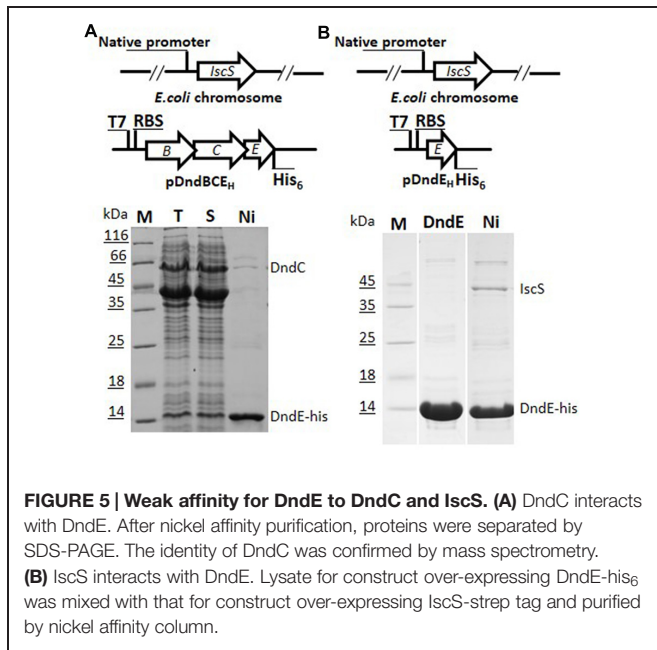 A
Native promoter
IscS
E.coli chromosome
T7 RBS
B C E
pDndBCE_H His₆
kDa M T S Ni
116
66
45
35
25
18
14
DndC
DndE-his
B
Native promoter
IscS
E.coli chromosome
T7 RBS
E
pDndE_H His₆
kDa M DndE Ni
45
35
25
18
14
IscS
DndE-his
FIGURE 5 | Weak affinity for DndE to DndC and IscS. (A) DndC interacts
with DndE. After nickel affinity purification, proteins were separated by
SDS-PAGE. The identity of DndC was confirmed by mass spectrometry.
(B) IscS interacts with DndE. Lysate for construct over-expressing DndE-his₆
was mixed with that for construct over-expressing IscS-strep tag and purified
by nickel affinity column.